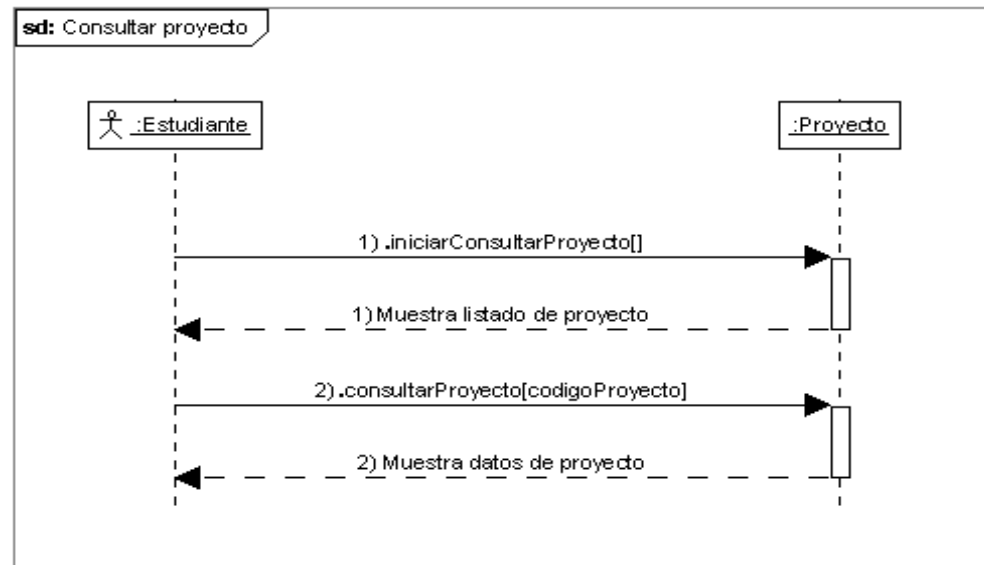 sd: Consultar proyecto
:Estudiante
:Proyecto
1) .iniciarConsultarProyecto[]
1) Muestra listado de proyecto
2) .consultarProyecto[codigoProyecto]
2) Muestra datos de proyecto